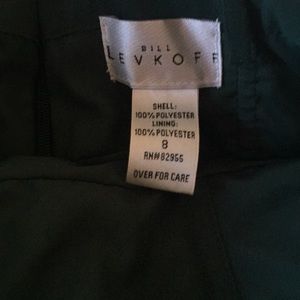 BILL
LEVKOFF
SHELL:
100% POLYESTER
LINING:
100% POLYESTER
8
RN#82955
OVER FOR CARE